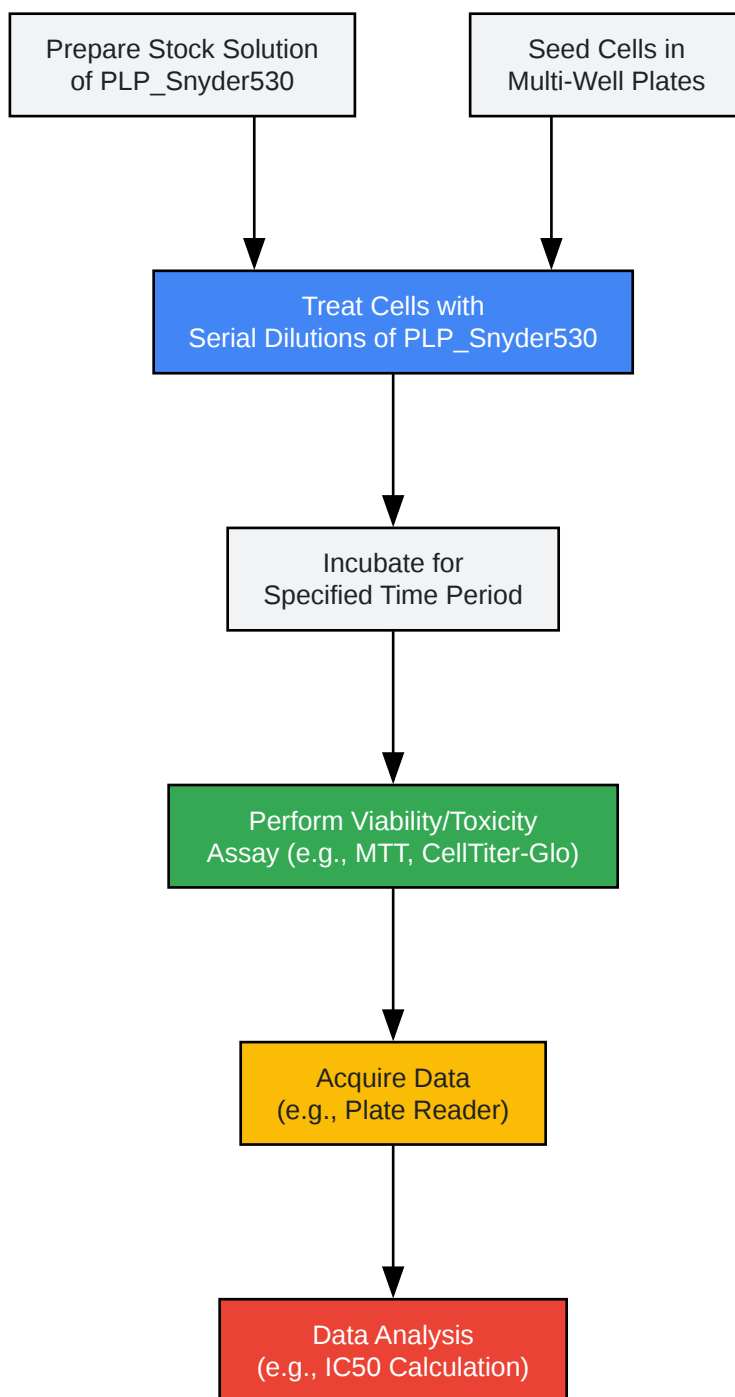 Prepare Stock Solution
of PLP_Snyder530
Seed Cells in
Multi-Well Plates
Treat Cells with
Serial Dilutions of PLP_Snyder530
Incubate for
Specified Time Period
Perform Viability/Toxicity
Assay (e.g., MTT, CellTiter-Glo)
Acquire Data
(e.g., Plate Reader)
Data Analysis
(e.g., IC50 Calculation)